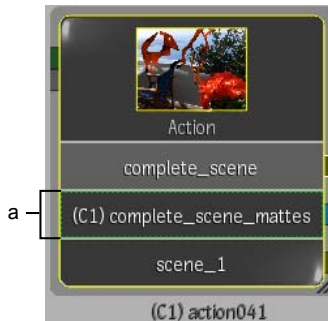 Action
complete_scene
a
(C1) complete_scene_mattes
scene_1
(C1) action041